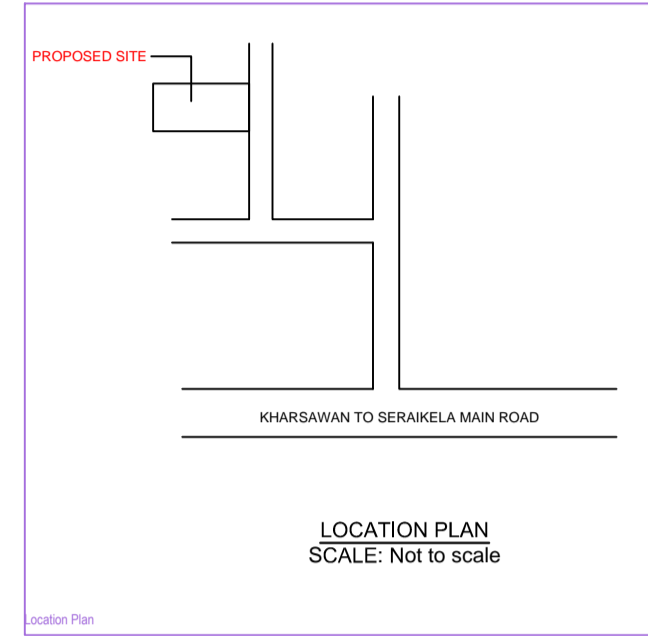 PROPOSED SITE
KHARSAWAN TO SERAIKELA MAIN ROAD
LOCATION PLAN
SCALE: Not to scale
Location Plan